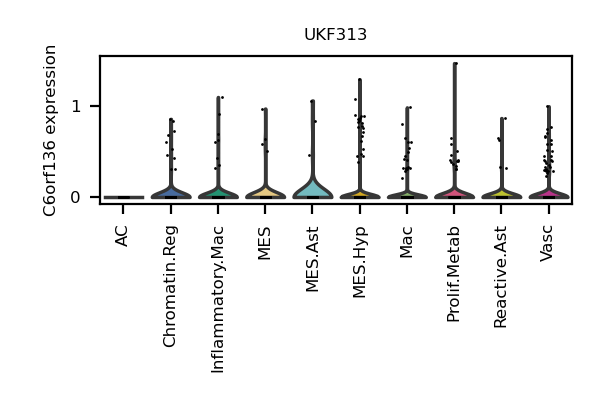 UKF313
C6orf136 expression
1
0
AC
Chromatin.Reg
Inflammatory.Mac
MES
MES.Ast
MES.Hyp
Mac
Prolif.Metab
Reactive.Ast
Vasc